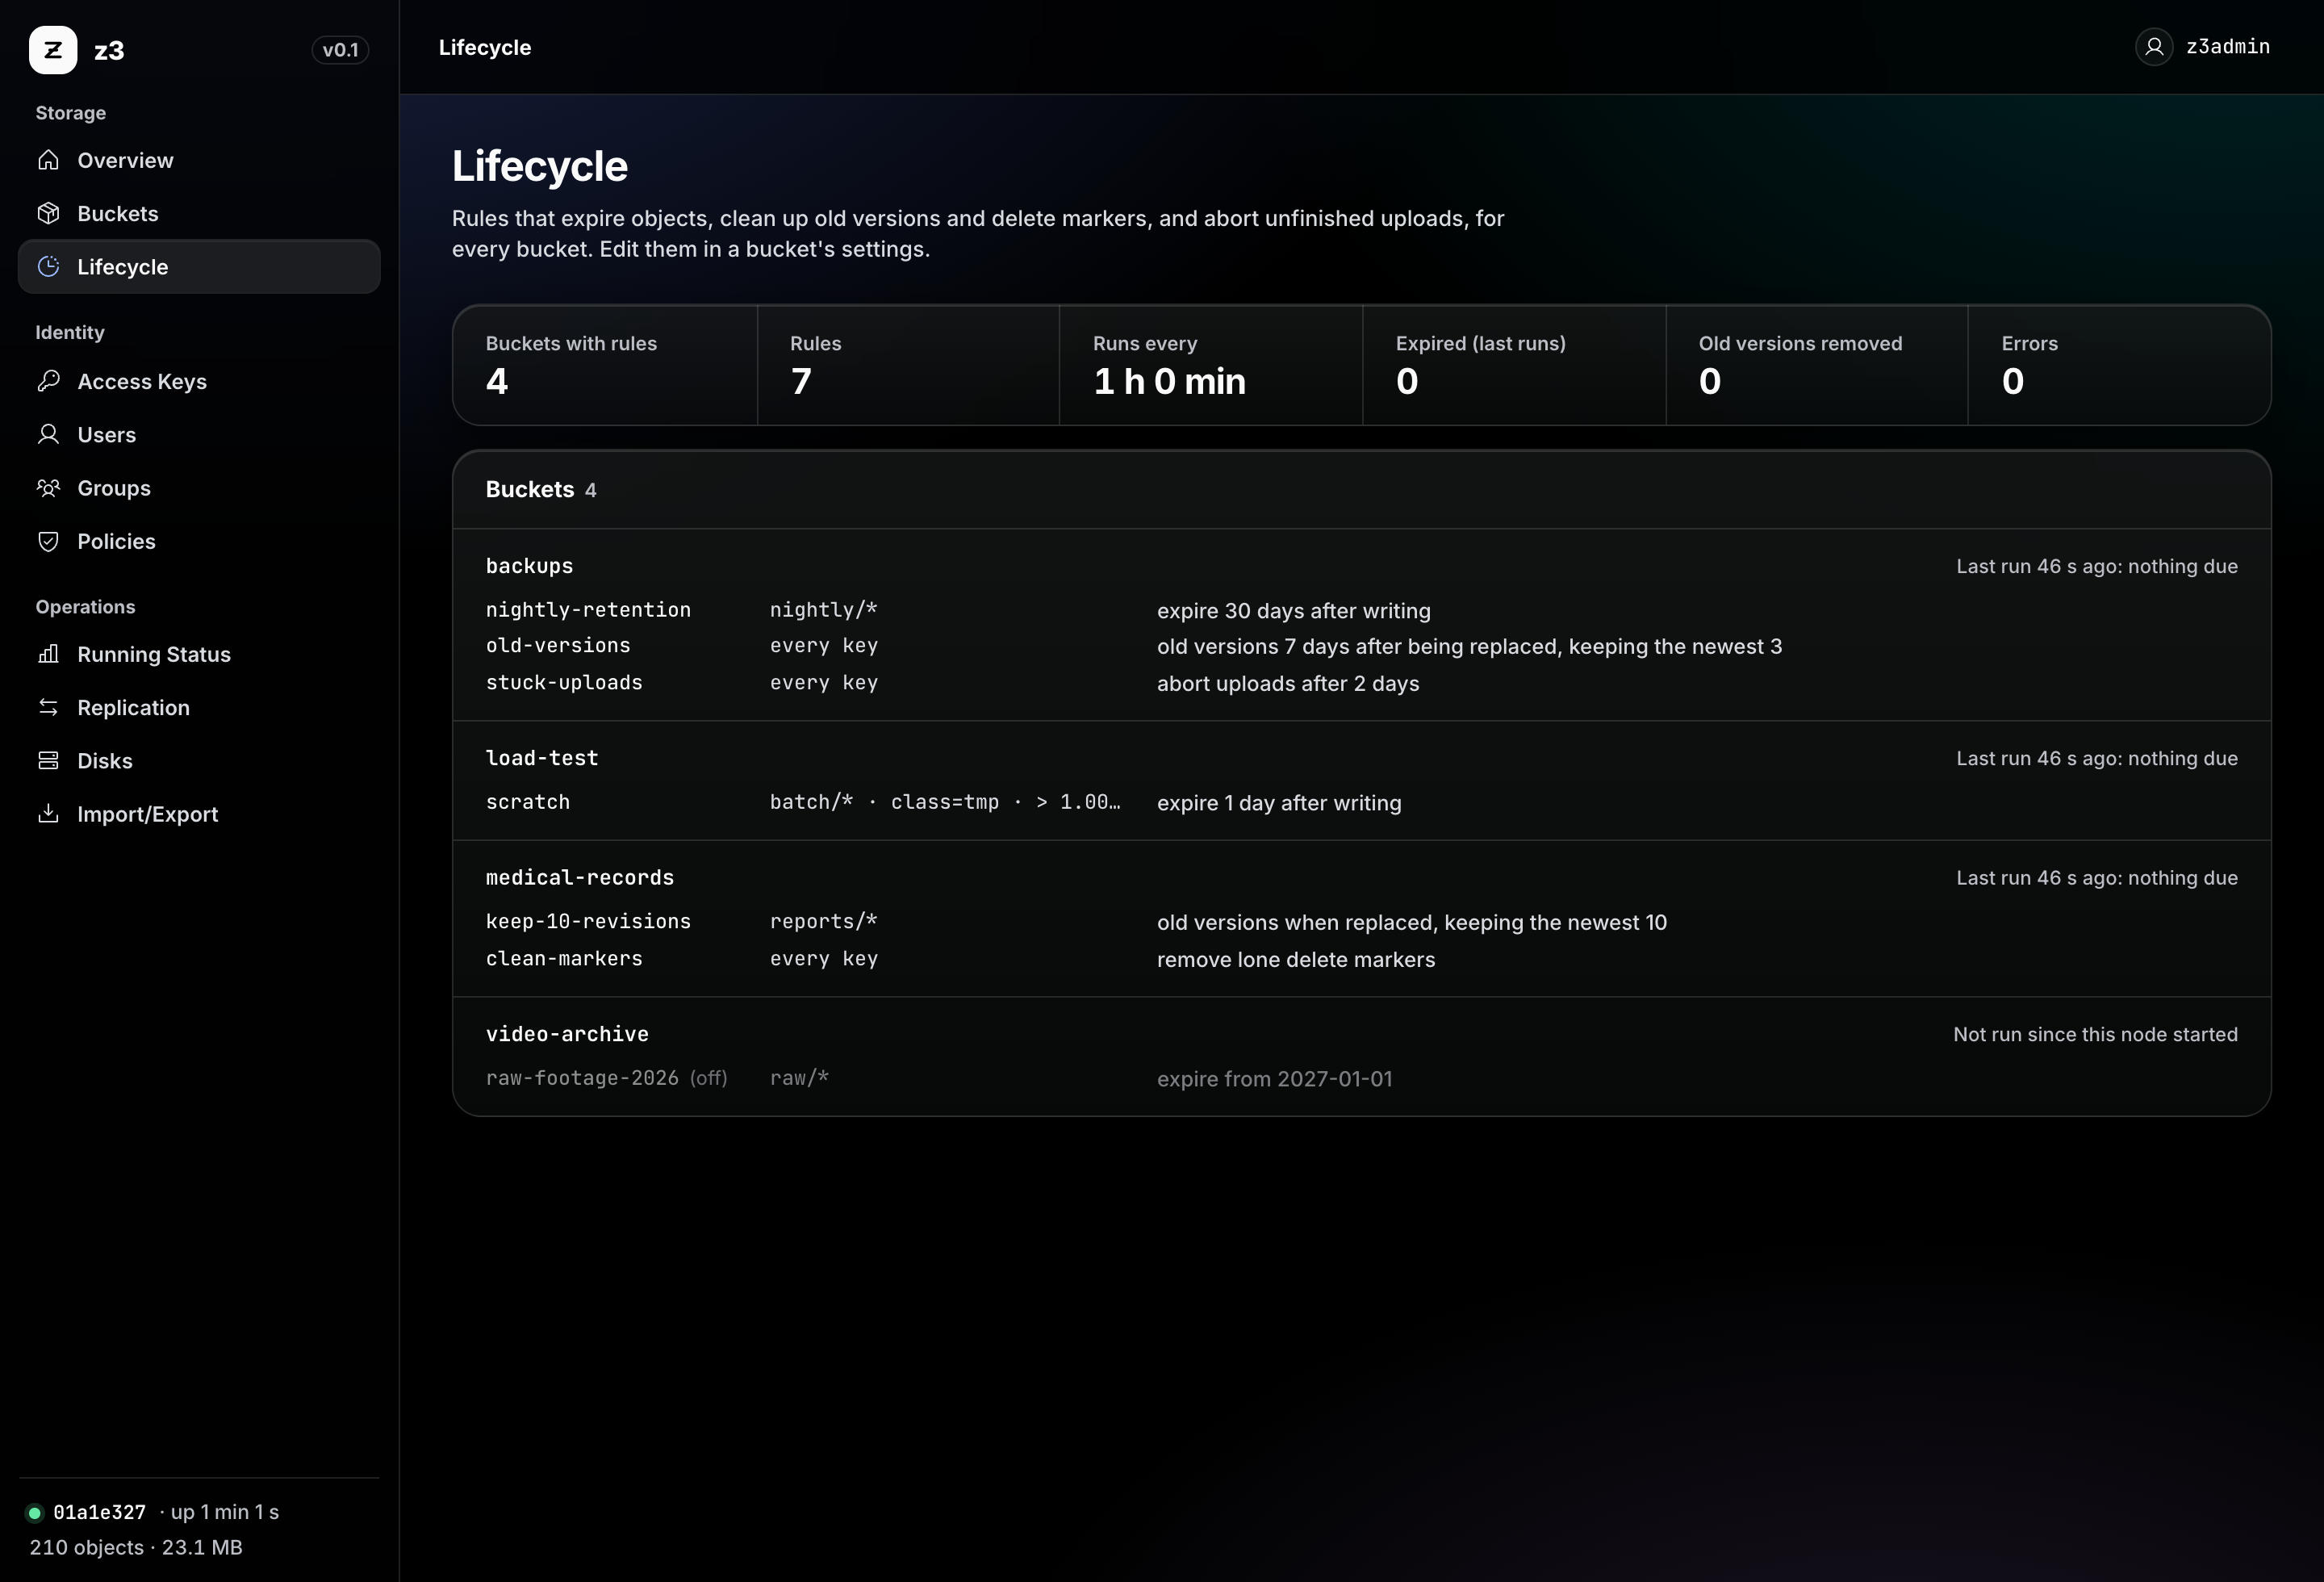 z3
v0.1
Storage
Overview
Buckets
Lifecycle
Identity
Access Keys
Users
Groups
Policies
Operations
Running Status
Replication
Disks
Import/Export
01a1e327 · up 1 min 1 s
210 objects · 23.1 MB
Lifecycle
z3admin
Lifecycle
Rules that expire objects, clean up old versions and delete markers, and abort unfinished uploads, for
every bucket. Edit them in a bucket's settings.
Buckets with rules
4
Rules
7
Runs every
1 h 0 min
Expired (last runs)
0
Old versions removed
0
Errors
0
Buckets 4
backups Last run 46 s ago: nothing due
nightly-retention nightly/* expire 30 days after writing
old-versions every key old versions 7 days after being replaced, keeping the newest 3
stuck-uploads every key abort uploads after 2 days
load-test Last run 46 s ago: nothing due
scratch batch/* · class=tmp · > 1.00… expire 1 day after writing
medical-records Last run 46 s ago: nothing due
keep-10-revisions reports/* old versions when replaced, keeping the newest 10
clean-markers every key remove lone delete markers
video-archive Not run since this node started
raw-footage-2026 (off) raw/* expire from 2027-01-01